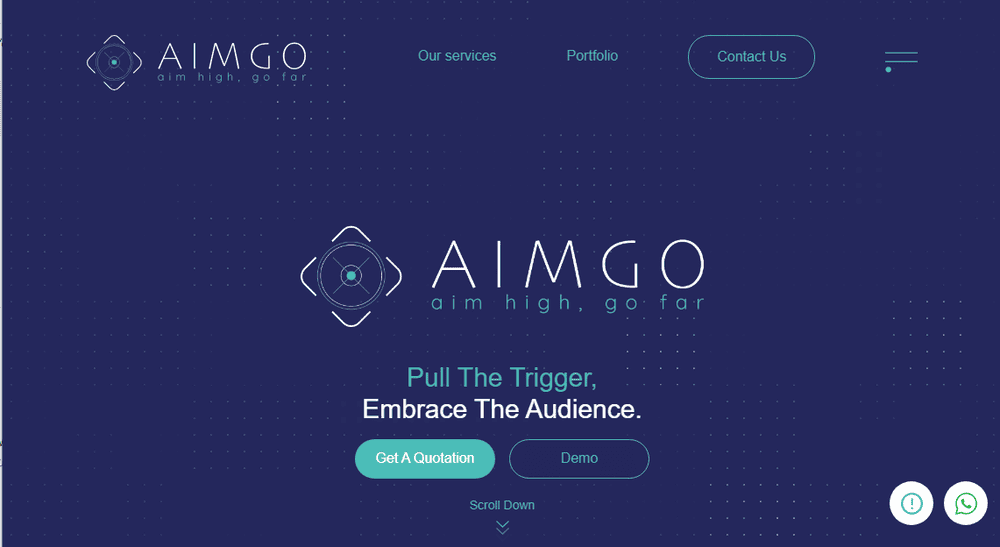 AIMGO
aim high, go far
Our services
Portfolio
Contact Us
AIMGO
aim high, go far
Pull The Trigger,
Embrace The Audience.
Get A Quotation
Demo
Scroll Down